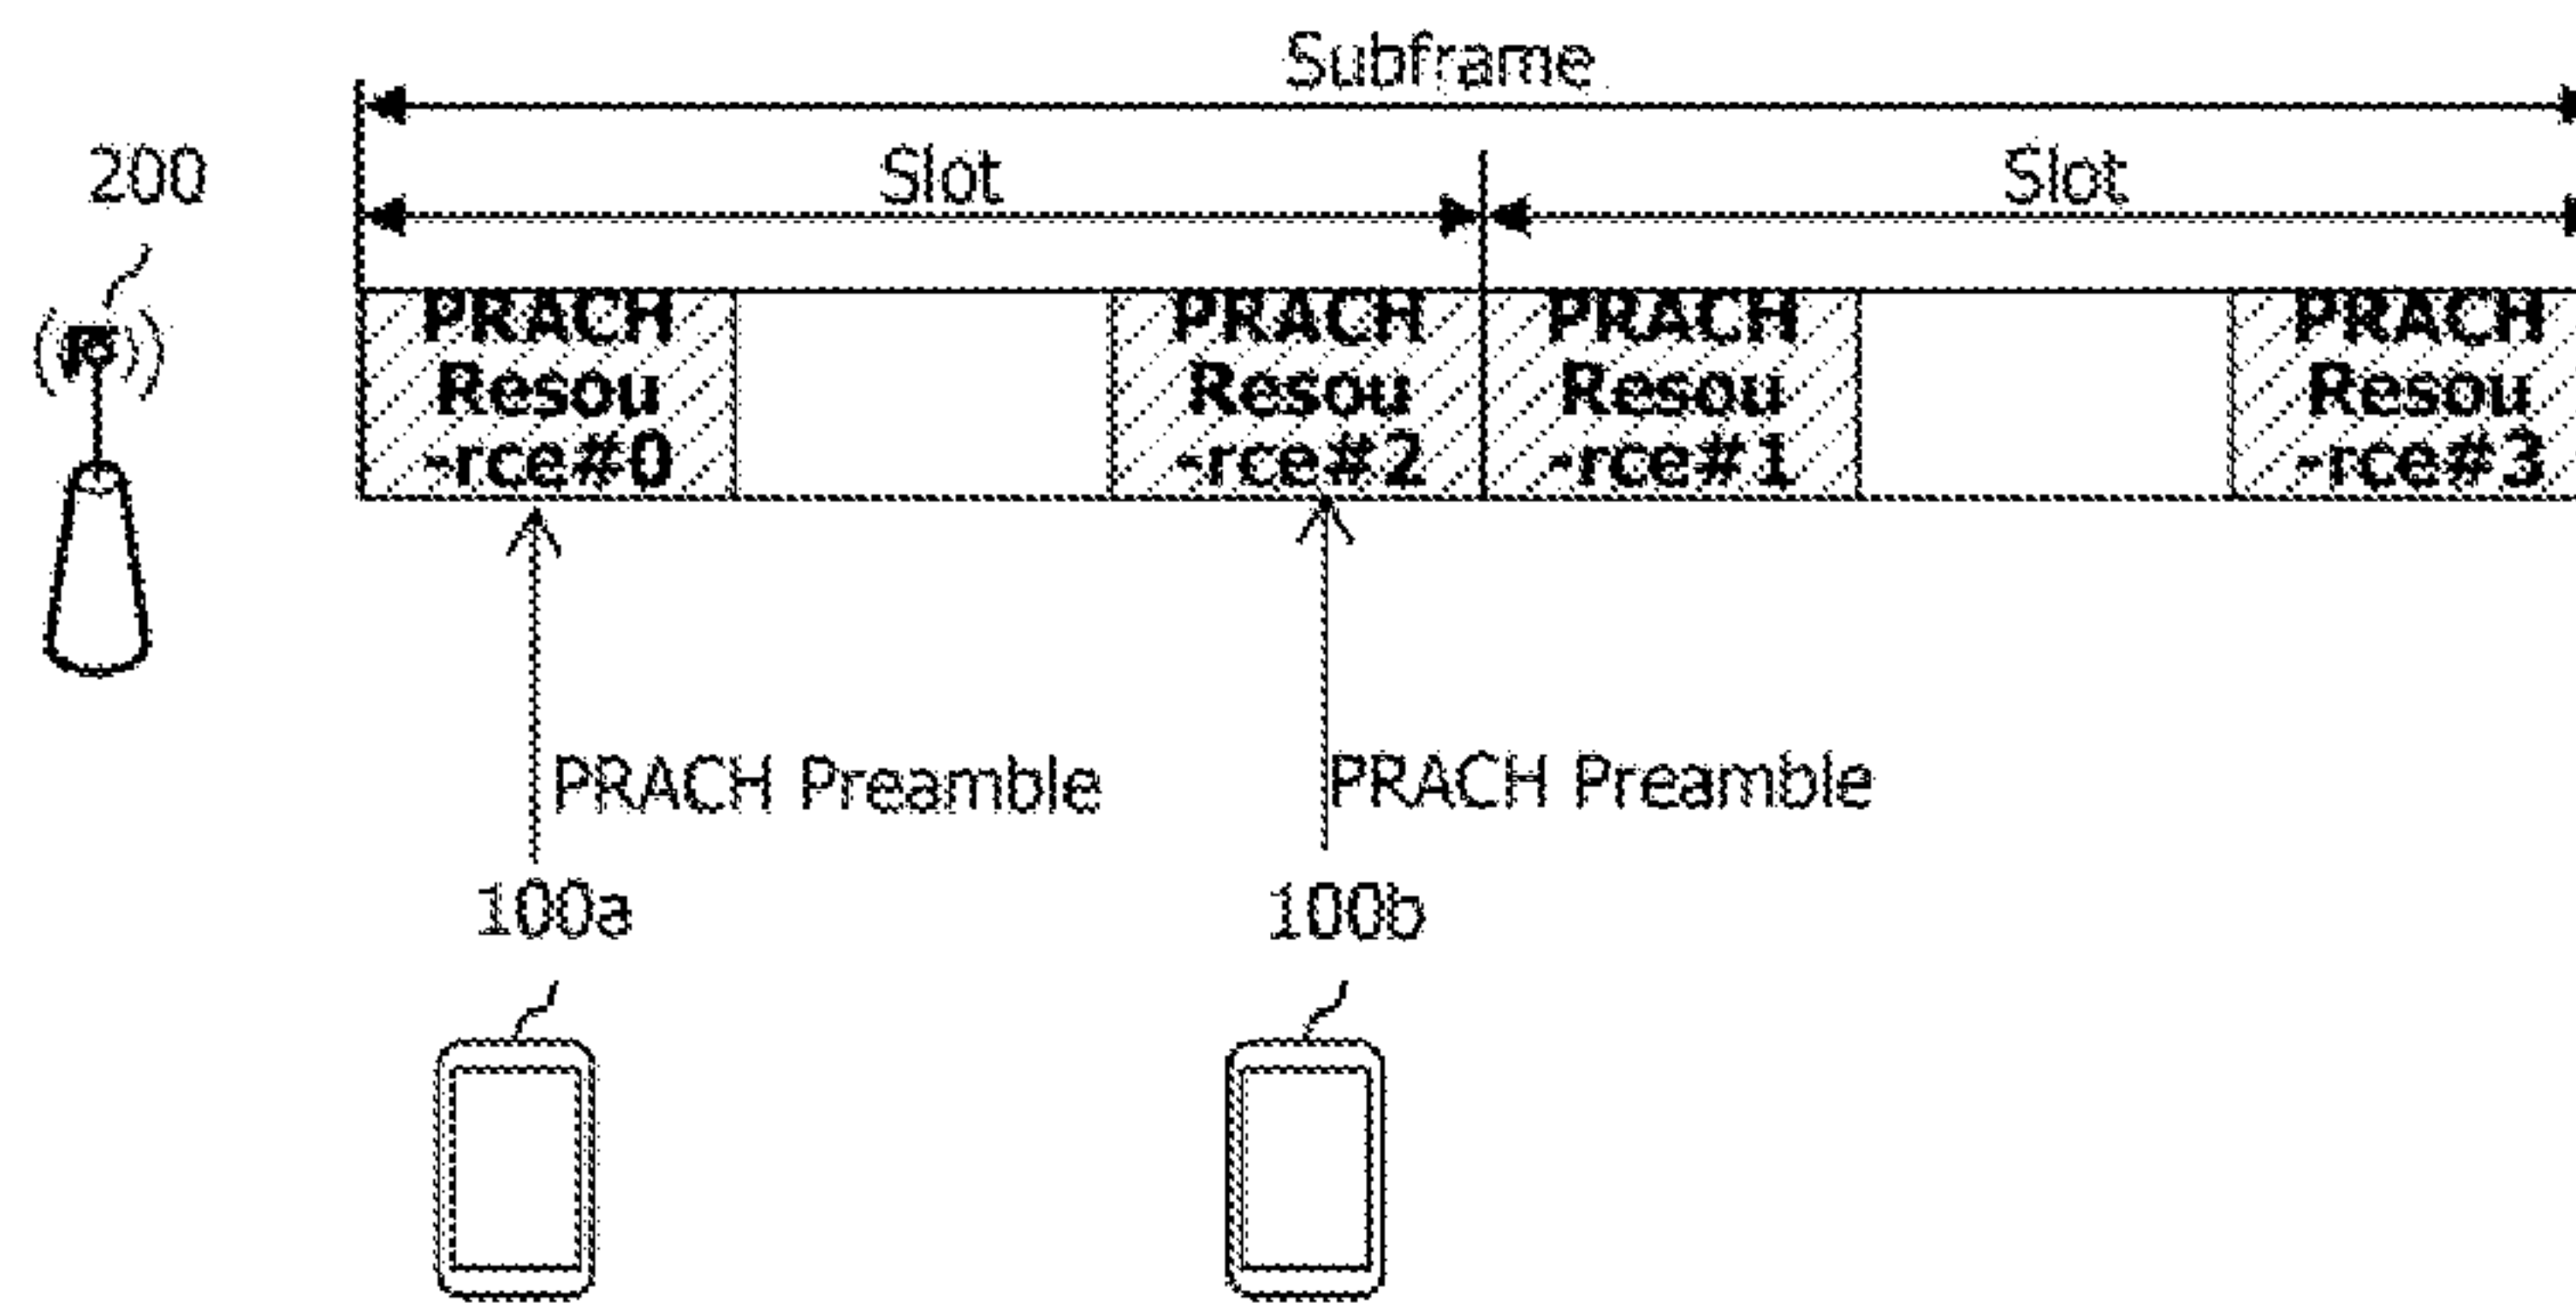 Subframe
200
Slot
Slot
PRACH
Resou
-rce#0
PRACH
Resou
-rce#2
PRACH
Resou
-rce#1
PRACH
Resou
-rce#3
PRACH Preamble
PRACH Preamble
100a
100b